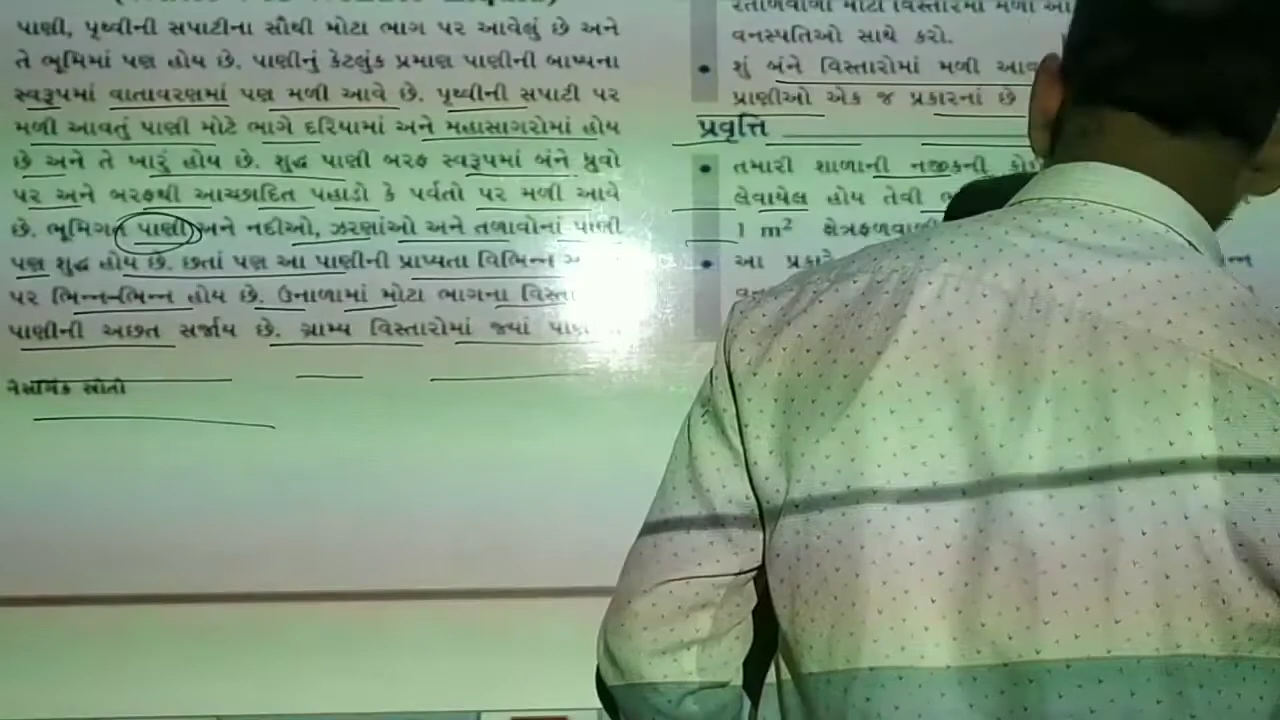 પાણી, પૃથ્વીની સપાટીના સૌથી મોટા ભાગ પર આવેલું છે અને
તે ભૂમિમાં પણ હોય છે. પાણીનું કેટલુંક પ્રમાણ પાણીની બાષ્પના
સ્વરૂપમાં વાતાવરણમાં પણ મળી આવે છે. પૃથ્વીની સપાટી પર
મળી આવતું પાણી મોટે ભાગે દરિયામાં અને મહાસાગરોમાં હોય
છે અને તે ખારું હોય છે. શુદ્ધ પાણી બરફ સ્વરૂપમાં બંને ધ્રુવો
પર અને બરફથી આચ્છાદિત પહાડો કે પર્વતો પર મળી આવે
છે. ભૂમિગત પાણી અને નદીઓ, ઝરણાંઓ અને તળાવોનાં પાણી
પણ શુદ્ધ હોય છે. છતાં પણ આ પાણીની પ્રાપ્યતા વિભિન્ન
પર ભિન્ન-ભિન્ન હોય છે. ઉનાળામાં મોટા ભાગના
પાણીની અછત સર્જાય છે. ગ્રામ્ય વિસ્તારોમાં જ્યાં
નૈસર્ગિક સ્રોતો
વિસ્તારમાં મળી
વનસ્પતિઓ સાથે કરો.
શું બંને વિસ્તારોમાં મળી
પ્રાણીઓ એક જ પ્રકારનાં છે
પ્રવૃત્તિ
તમારી શાળાની નજીકની
લેવાયેલ હોય તેવી
1 m²
આ